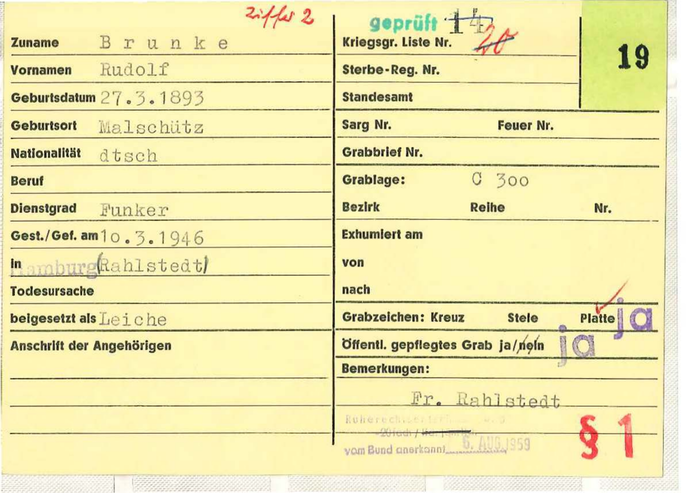 Ziffer 2
Zuname Brunke
Vornamen Rudolf
Geburtsdatum 27.3.1893
Geburtsort Malschütz
Nationalität dtsch
Beruf
Dienstgrad Funker
Gest./Gef. am 10.3.1946
In Hamburg (Rahlstedt)
Todesursache
beigesetzt als Leiche
Anschrift der Angehörigen
geprüft 14
Kriegsgr. Liste Nr. 20
19
Sterbe-Reg. Nr.
Standesamt
Sarg Nr. Feuer Nr.
Grabbrief Nr.
Grablage: C 300
Bezirk Reihe Nr.
Exhumiert am
von
nach
Grabzeichen: Kreuz Stele Platte ja
Öffentl. gepflegtes Grab ja/nein ja
Bemerkungen:
Fr. Rahlstedt
vom Bund anerkannt 6. AUG. 1959
§ 1